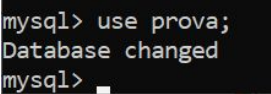 mysql> use prova;
Database changed
mysql>